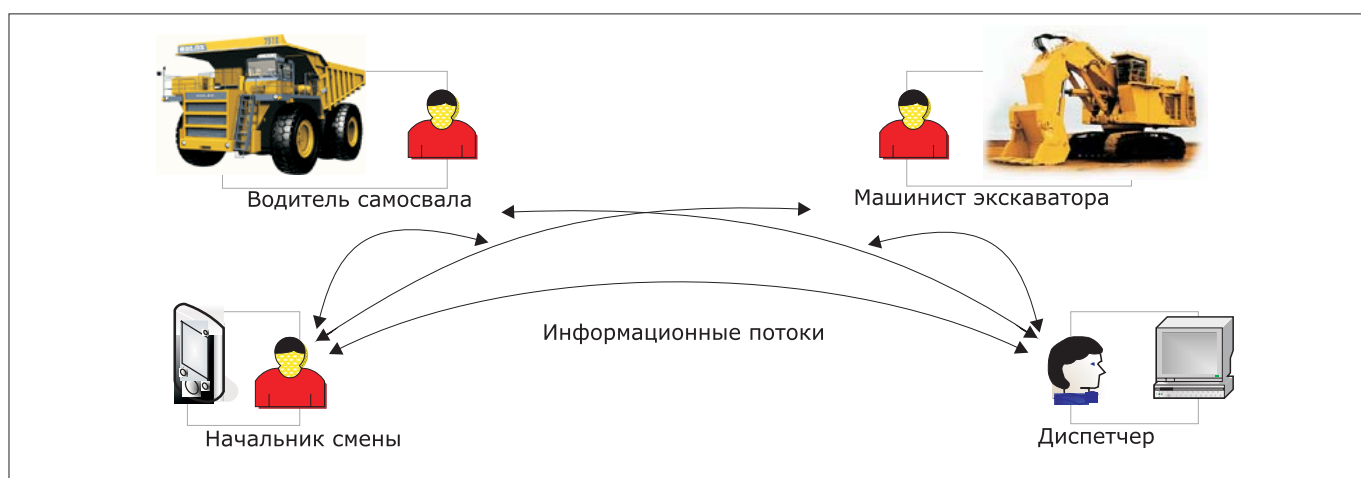 Водитель самосвала
Машинист экскаватора
Информационные потоки
Начальник смены
Диспетчер